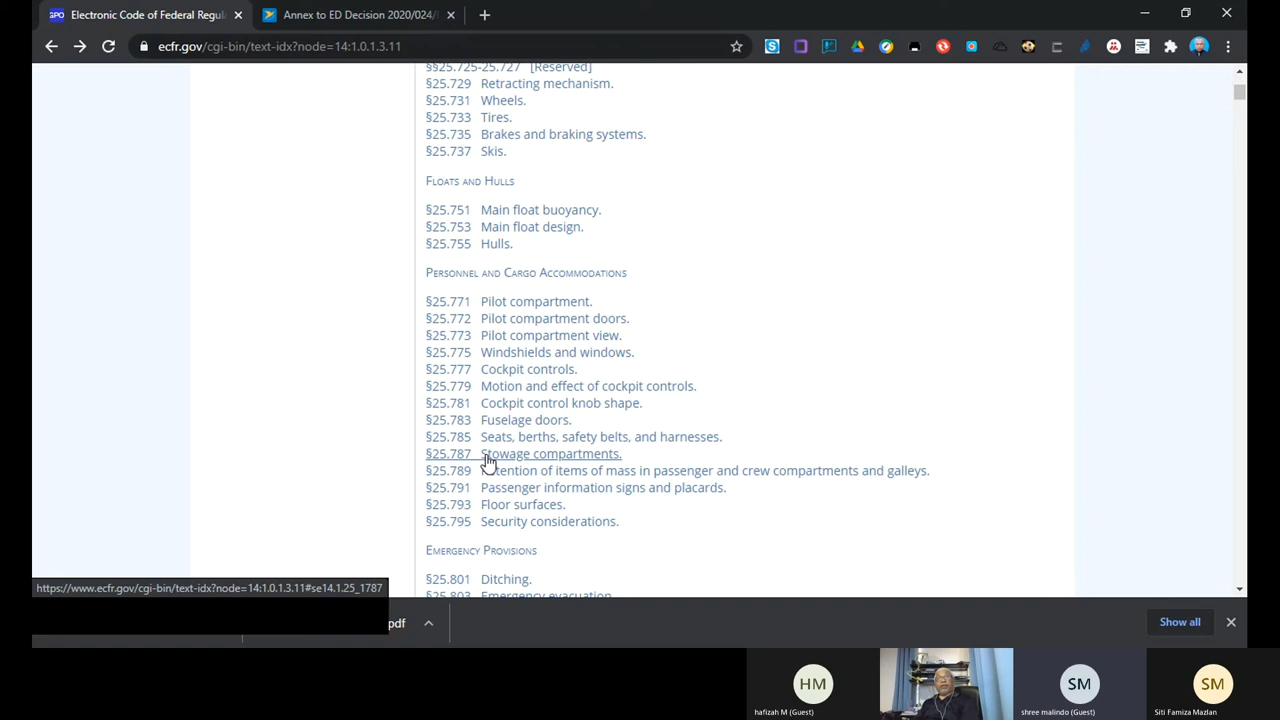 GPO Electronic Code of Federal Regula
Annex to ED Decision 2020/024/
ecfr.gov/cgi-bin/text-idx?node=14:1.0.1.3.11
§§25.725-25.727 [Reserved]
§25.729 Retracting mechanism.
§25.731 Wheels.
§25.733 Tires.
§25.735 Brakes and braking systems.
§25.737 Skis.
Floats and Hulls
§25.751 Main float buoyancy.
§25.753 Main float design.
§25.755 Hulls.
Personnel and Cargo Accommodations
§25.771 Pilot compartment.
§25.772 Pilot compartment doors.
§25.773 Pilot compartment view.
§25.775 Windshields and windows.
§25.777 Cockpit controls.
§25.779 Motion and effect of cockpit controls.
§25.781 Cockpit control knob shape.
§25.783 Fuselage doors.
§25.785 Seats, berths, safety belts, and harnesses.
§25.787 Stowage compartments.
§25.789 Retention of items of mass in passenger and crew compartments and galleys.
§25.791 Passenger information signs and placards.
§25.793 Floor surfaces.
§25.795 Security considerations.
Emergency Provisions
§25.801 Ditching.
§25.803 Emergency evacuation.
https://www.ecfr.gov/cgi-bin/text-idx?node=14:1.0.1.3.11#se14.1.25_1787
pdf
Show all
HM
SM
SM
hafizah M (Guest)
shree malindo (Guest)
Siti Famiza Mazlan